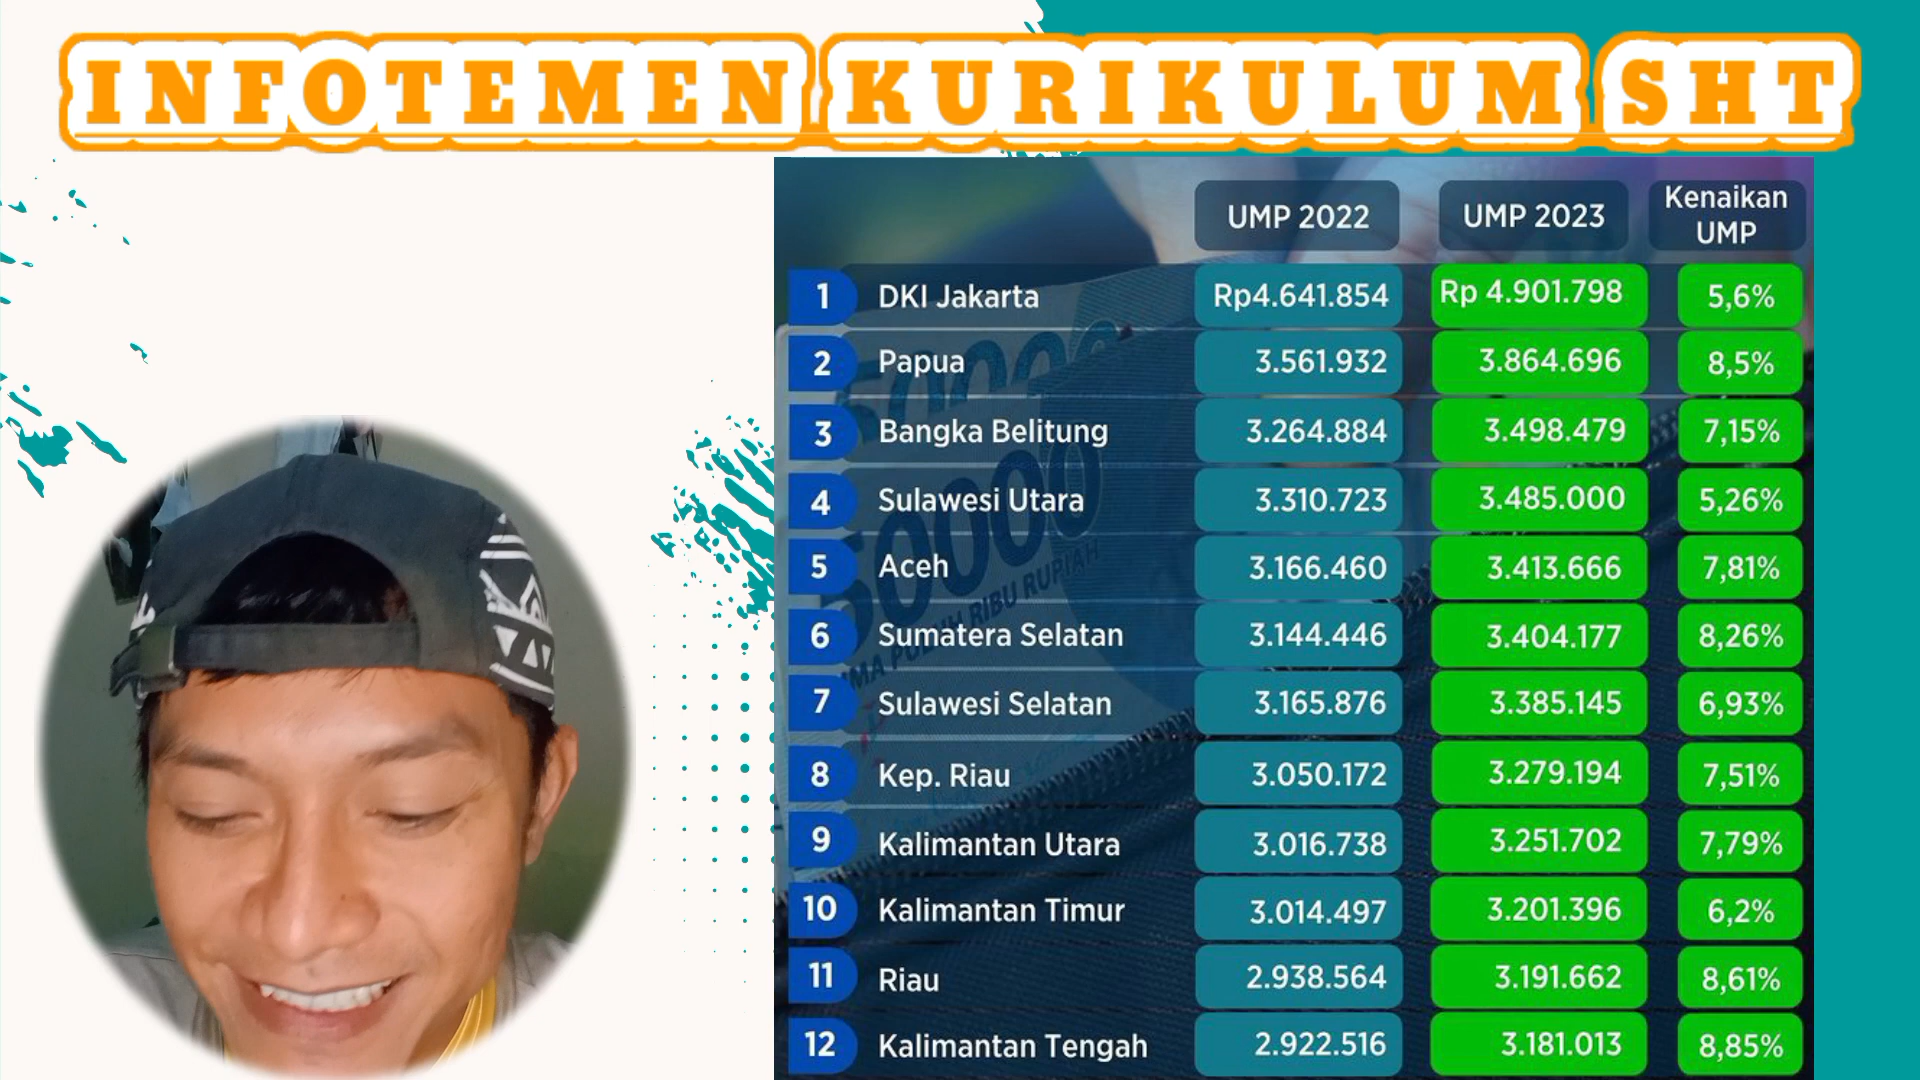 INFOTEMEN KURIKULUM SHT
UMP 2022 UMP 2023 Kenaikan UMP
1 DKI Jakarta Rp4.641.854 Rp 4.901.798 5,6%
2 Papua 3.561.932 3.864.696 8,5%
3 Bangka Belitung 3.264.884 3.498.479 7,15%
4 Sulawesi Utara 3.310.723 3.485.000 5,26%
5 Aceh 3.166.460 3.413.666 7,81%
6 Sumatera Selatan 3.144.446 3.404.177 8,26%
7 Sulawesi Selatan 3.165.876 3.385.145 6,93%
8 Kep. Riau 3.050.172 3.279.194 7,51%
9 Kalimantan Utara 3.016.738 3.251.702 7,79%
10 Kalimantan Timur 3.014.497 3.201.396 6,2%
11 Riau 2.938.564 3.191.662 8,61%
12 Kalimantan Tengah 2.922.516 3.181.013 8,85%
50000
RIBU RUPIAH